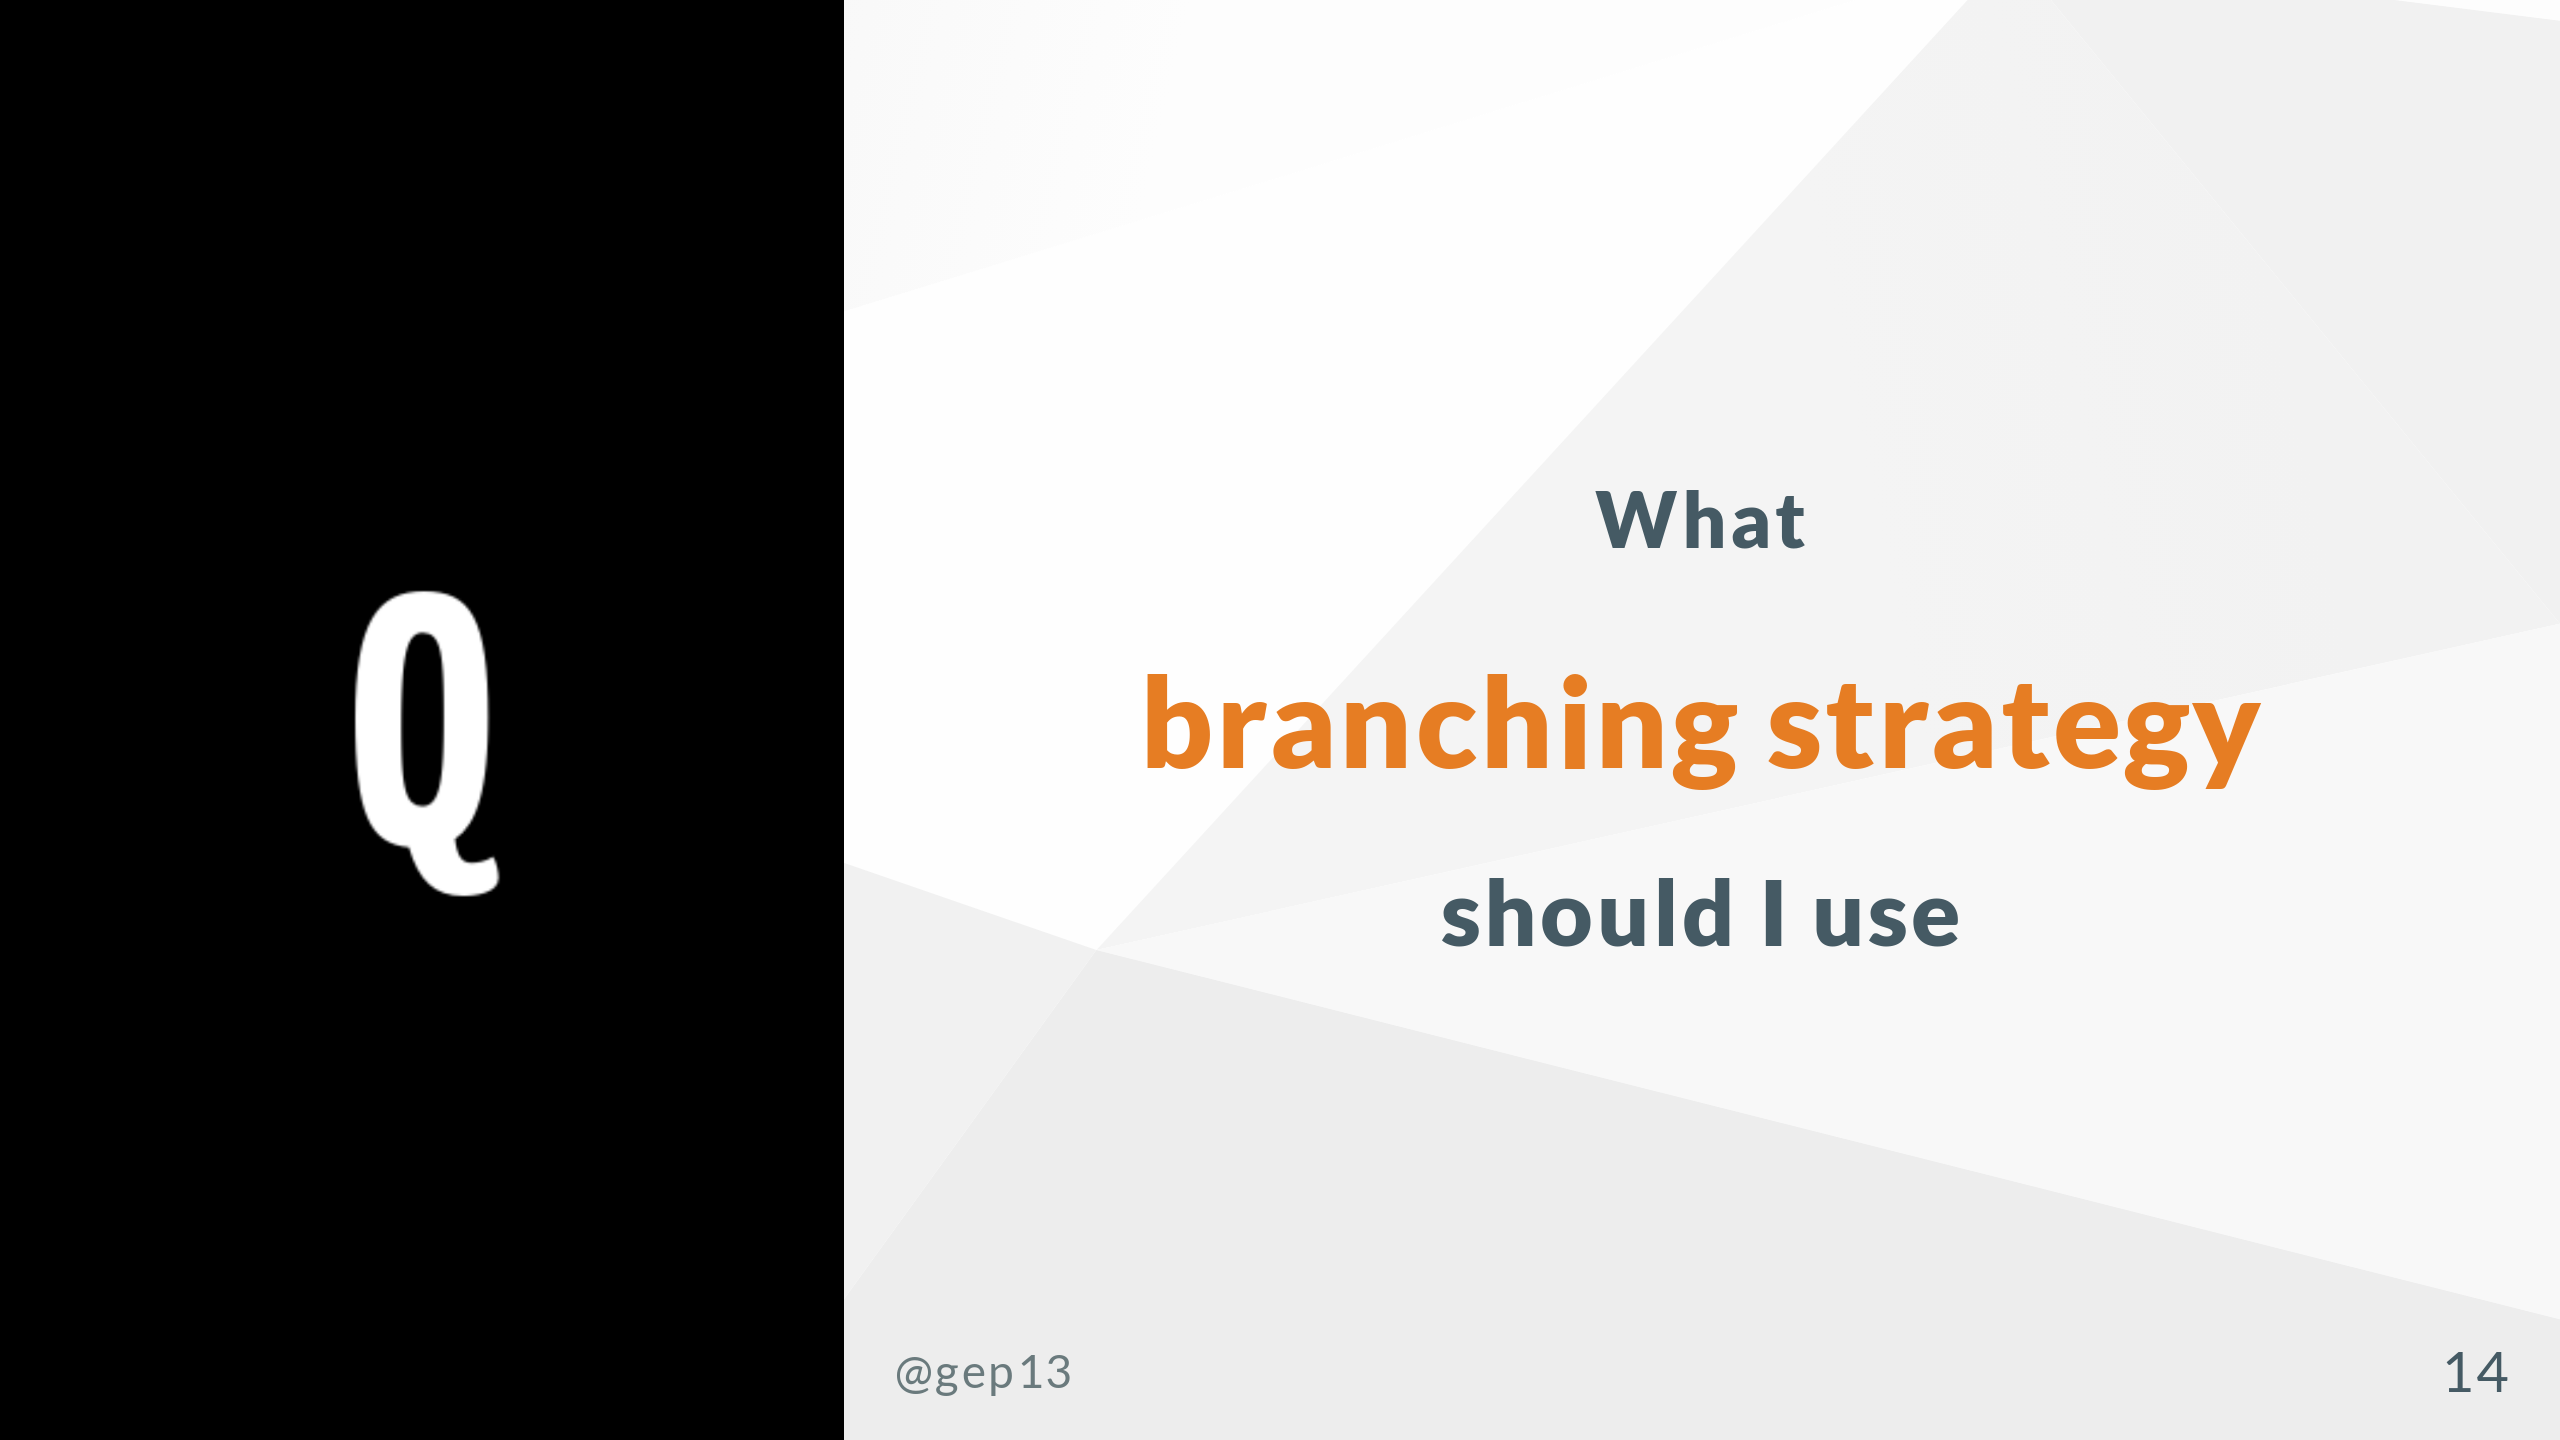 Q
What
branching strategy
should I use
@gep13
14